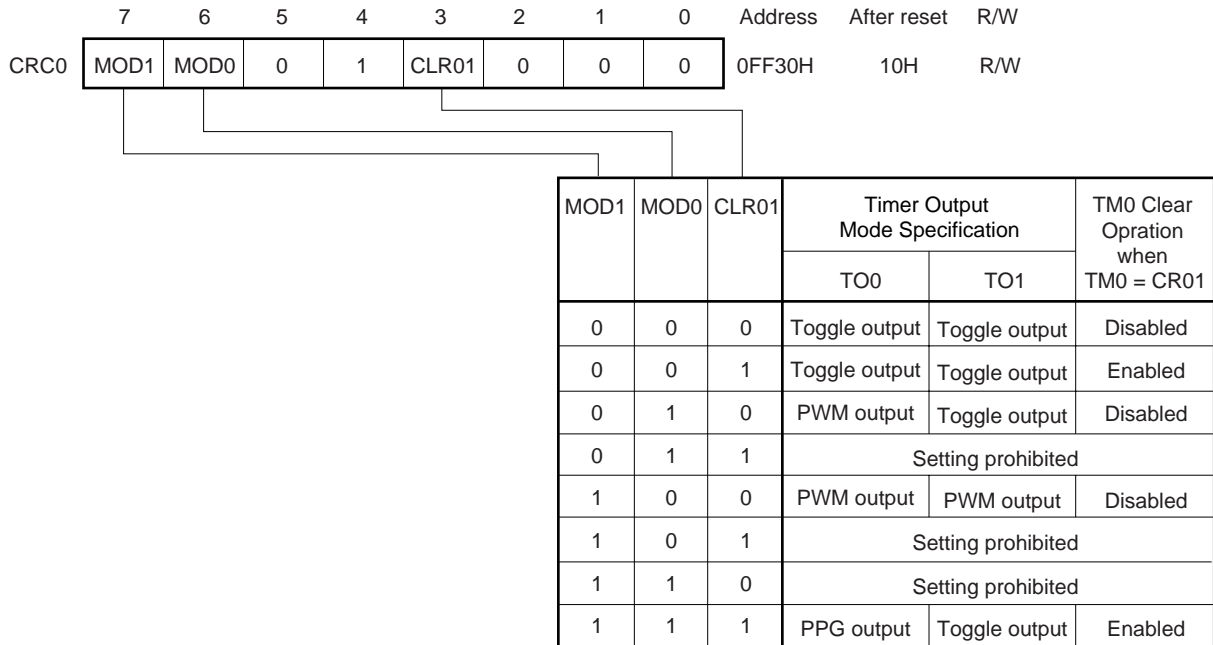 7 6 5 4 3 2 1 0 Address After reset R/W
CRC0 MOD1 MOD0 0 1 CLR01 0 0 0 0FF30H 10H R/W
MOD1 MOD0 CLR01 Timer Output Mode Specification TM0 Clear Opration when TM0 = CR01
TO0 TO1
0 0 0 Toggle output Toggle output Disabled
0 0 1 Toggle output Toggle output Enabled
0 1 0 PWM output Toggle output Disabled
0 1 1 Setting prohibited
1 0 0 PWM output PWM output Disabled
1 0 1 Setting prohibited
1 1 0 Setting prohibited
1 1 1 PPG output Toggle output Enabled